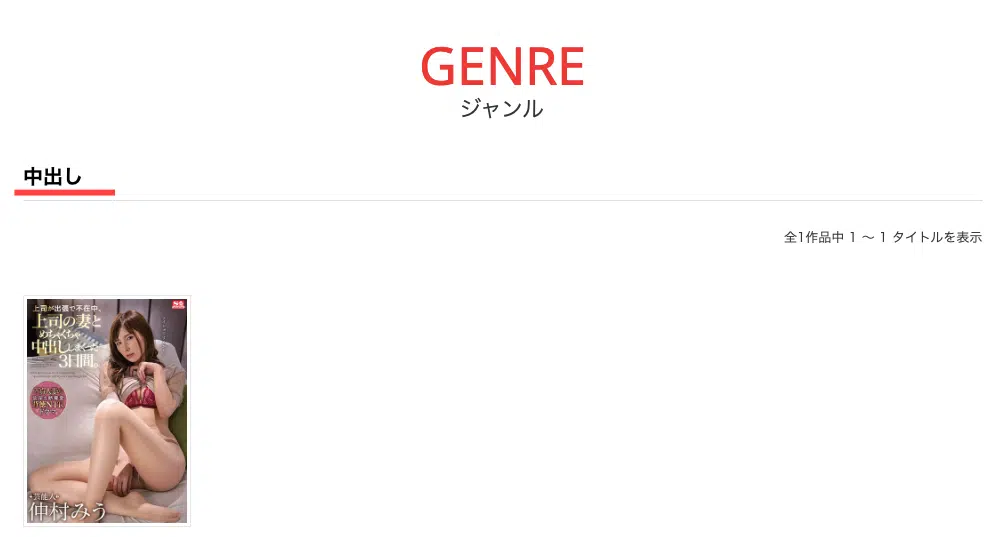 GENRE
ジャンル
中出し
全1作品中 1 〜 1 タイトルを表示
上司が出張で不在中、
上司の妻と
めちゃくちゃ
中出ししまくった
3日間
芸能人
仲村みう